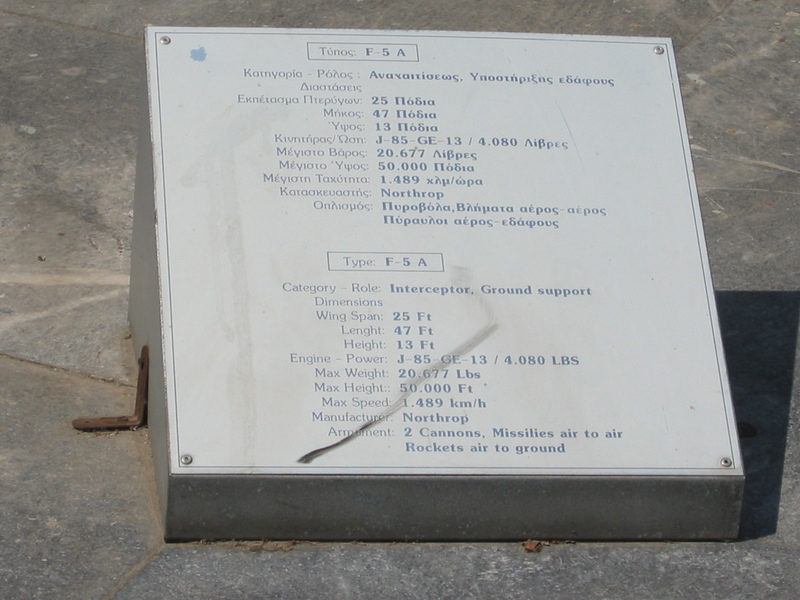 Τύπος: F-5 A
Κατηγορία - Ρόλος : Αναχαιτίσεως, Υποστήριξης εδάφους
Διαστάσεις
Εκπέτασμα Πτερύγων: 25 Πόδια
Μήκος: 47 Πόδια
Ύψος: 13 Πόδια
Κινητήρας/Ώση: J-85-GE-13 / 4.080 Λίβρες
Μέγιστο Βάρος: 20.677 Λίβρες
Μέγιστο Ύψος: 50.000 Πόδια
Μέγιστη Ταχύτητα: 1.489 χλμ/ώρα
Κατασκευαστής: Northrop
Οπλισμός: Πυροβόλα,Βλήματα αέρος-αέρος
Πύραυλοι αέρος-εδάφους
Type: F-5 A
Category - Role: Interceptor, Ground support
Dimensions
Wing Span: 25 Ft
Lenght: 47 Ft
Height: 13 Ft
Engine - Power: J-85-GE-13 / 4.080 LBS
Max Weight: 20.677 Lbs
Max Height:: 50.000 Ft
Max Speed: 1.489 km/h
Manufacturer: Northrop
Armament: 2 Cannons, Missilies air to air
Rockets air to ground